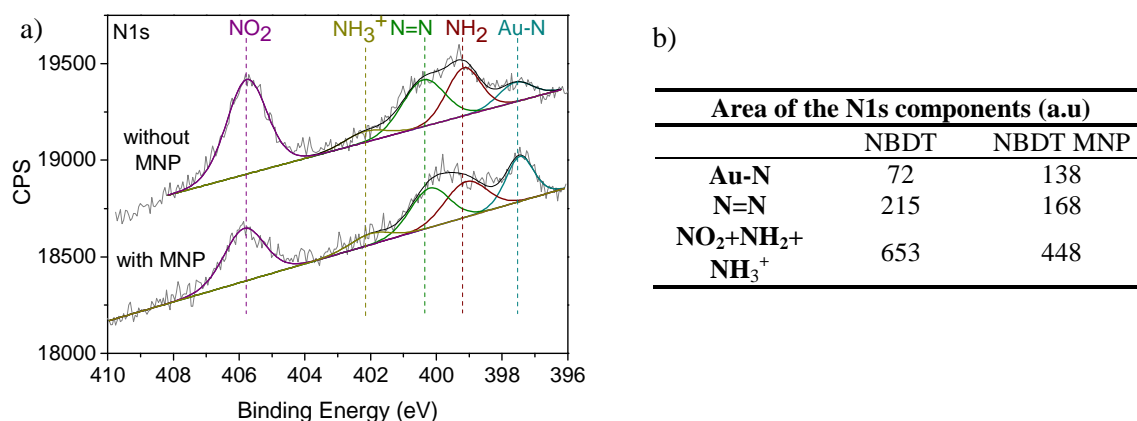 a)
N1s
NO₂ NH₃⁺ N=N NH₂ Au-N
19500
19000
18500
18000
CPS
without
MNP
with MNP
410 408 406 404 402 400 398 396
Binding Energy (eV)
b)
Area of the N1s components (a.u)
NBDT NBDT MNP
Au-N 72 138
N=N 215 168
NO₂+NH₂+
NH₃⁺ 653 448